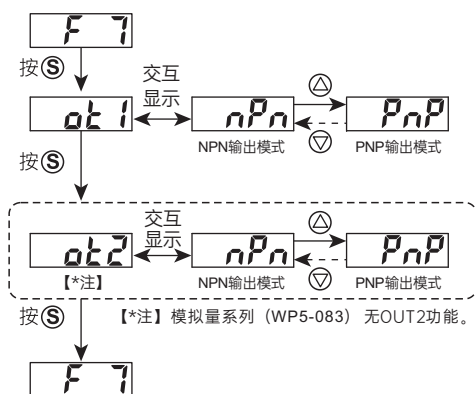 F 7
按Ⓢ
交互
显示
ot1
nPn
PnP
NPN输出模式
PNP输出模式
按Ⓢ
交互
显示
ot2
nPn
PnP
【*注】
NPN输出模式
PNP输出模式
按Ⓢ
【*注】模拟量系列（WP5-083） 无OUT2功能。
F 7